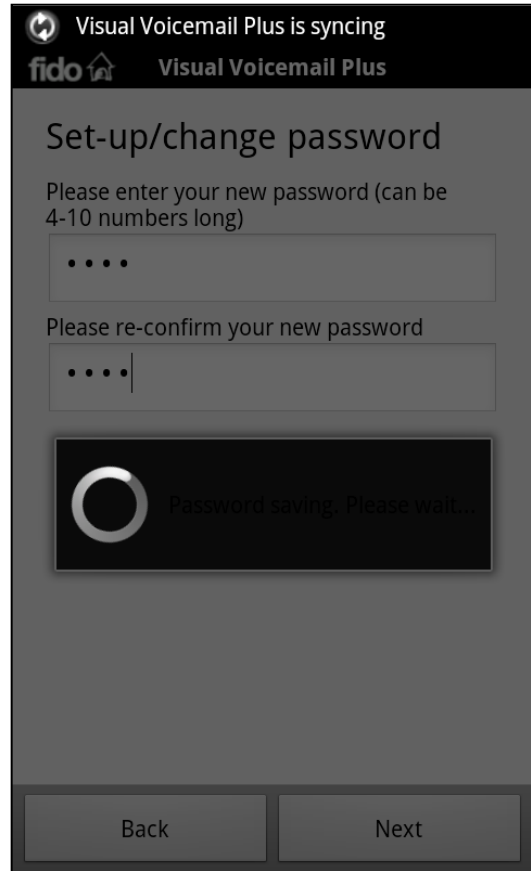 Visual Voicemail Plus is syncing
fido Visual Voicemail Plus
Set-up/change password
Please enter your new password (can be
4-10 numbers long)
••••
Please re-confirm your new password
••••
Password saving. Please wait...
Back Next